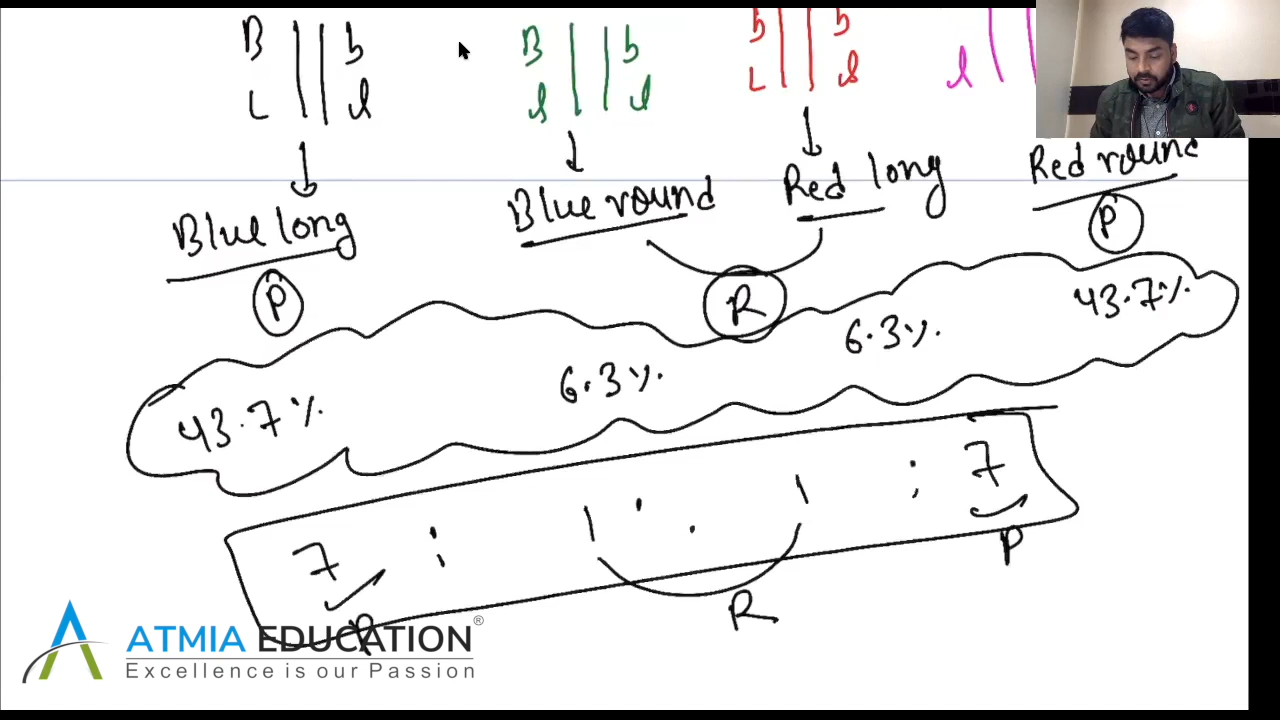 B b B b b b
L l l l L l l
Blue long Blue round Red long Red round
P R P
43.7% 6.3% 6.3% 43.7%
7 : 1 : 1 : 7
P R P
ATMIA EDUCATION®
Excellence is our Passion